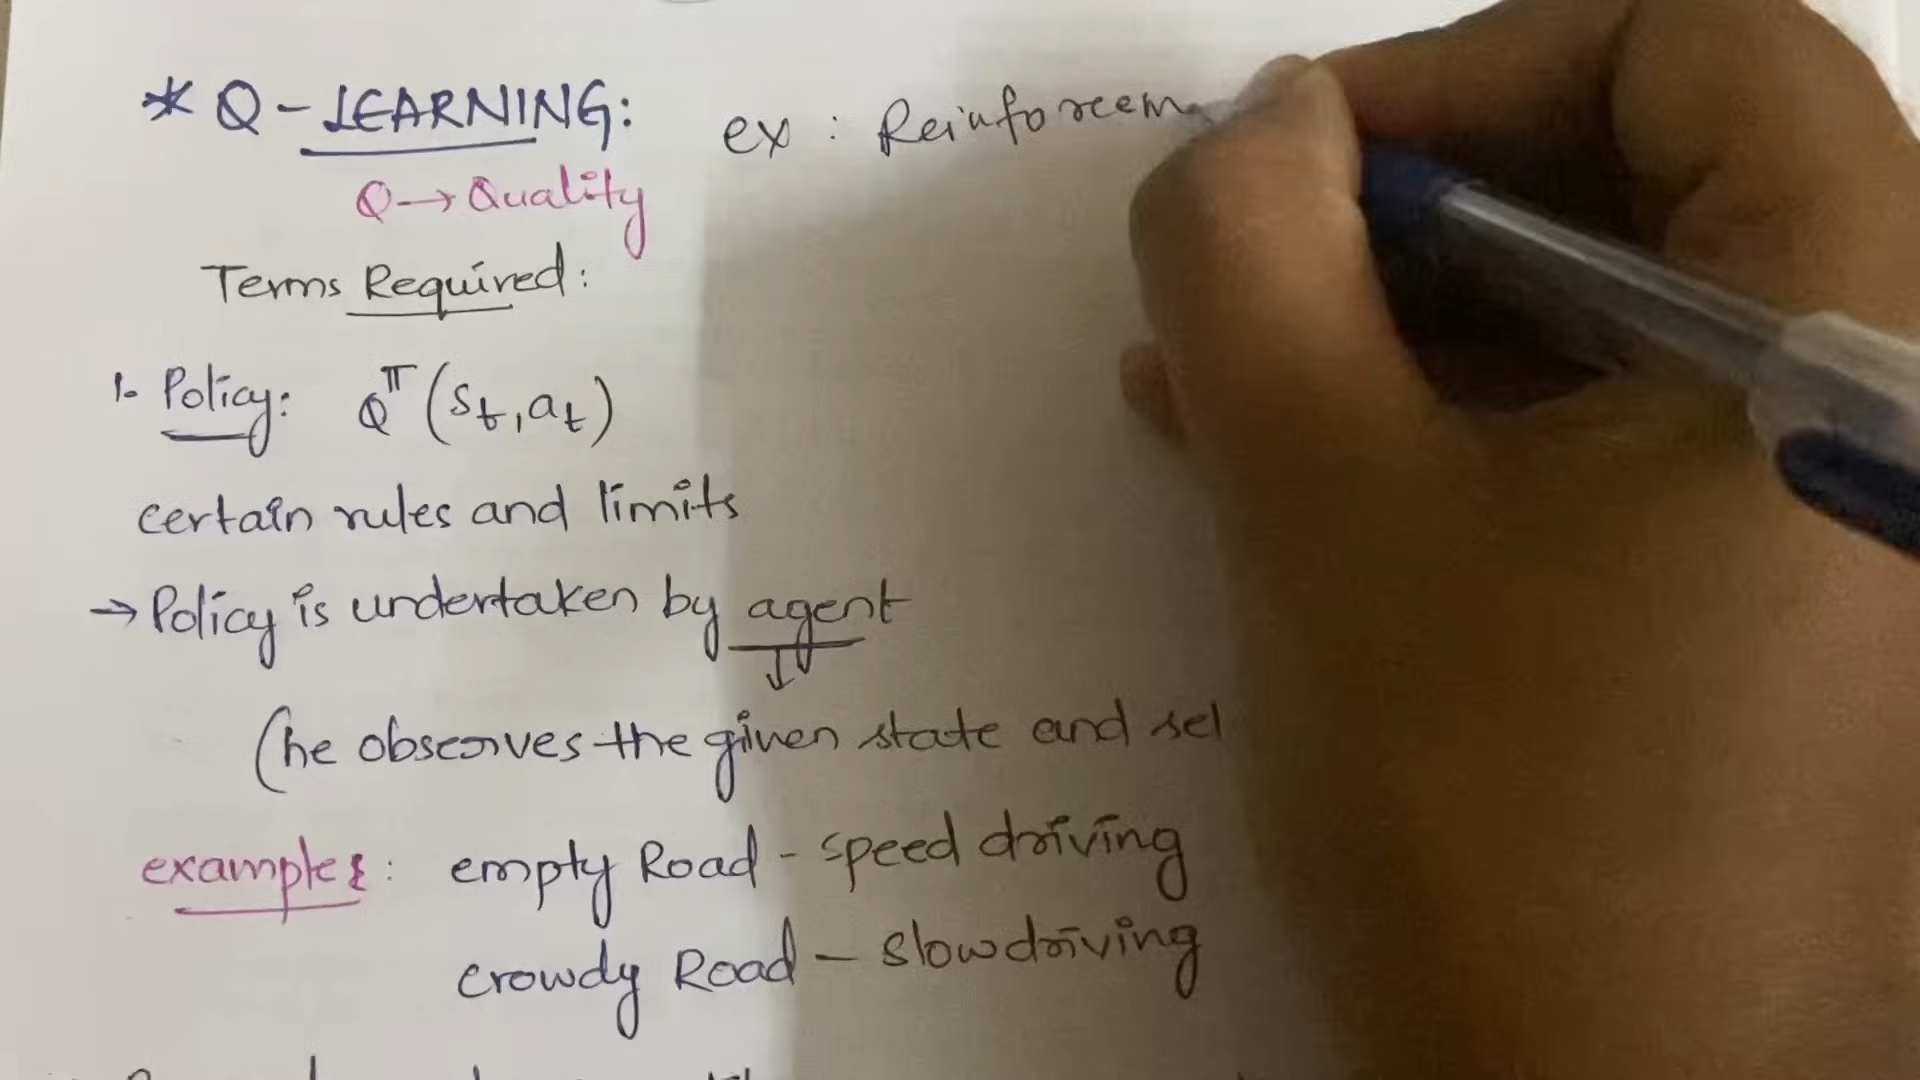 * Q-LEARNING: ex: Reinforcem
Q→Quality
Terms Required:
1. Policy: Q^π(s_t, a_t)
certain rules and limits
→ Policy is undertaken by agent
↓
(he observes the given state and sel
examples: empty Road - speed driving
crowdy Road - slow driving